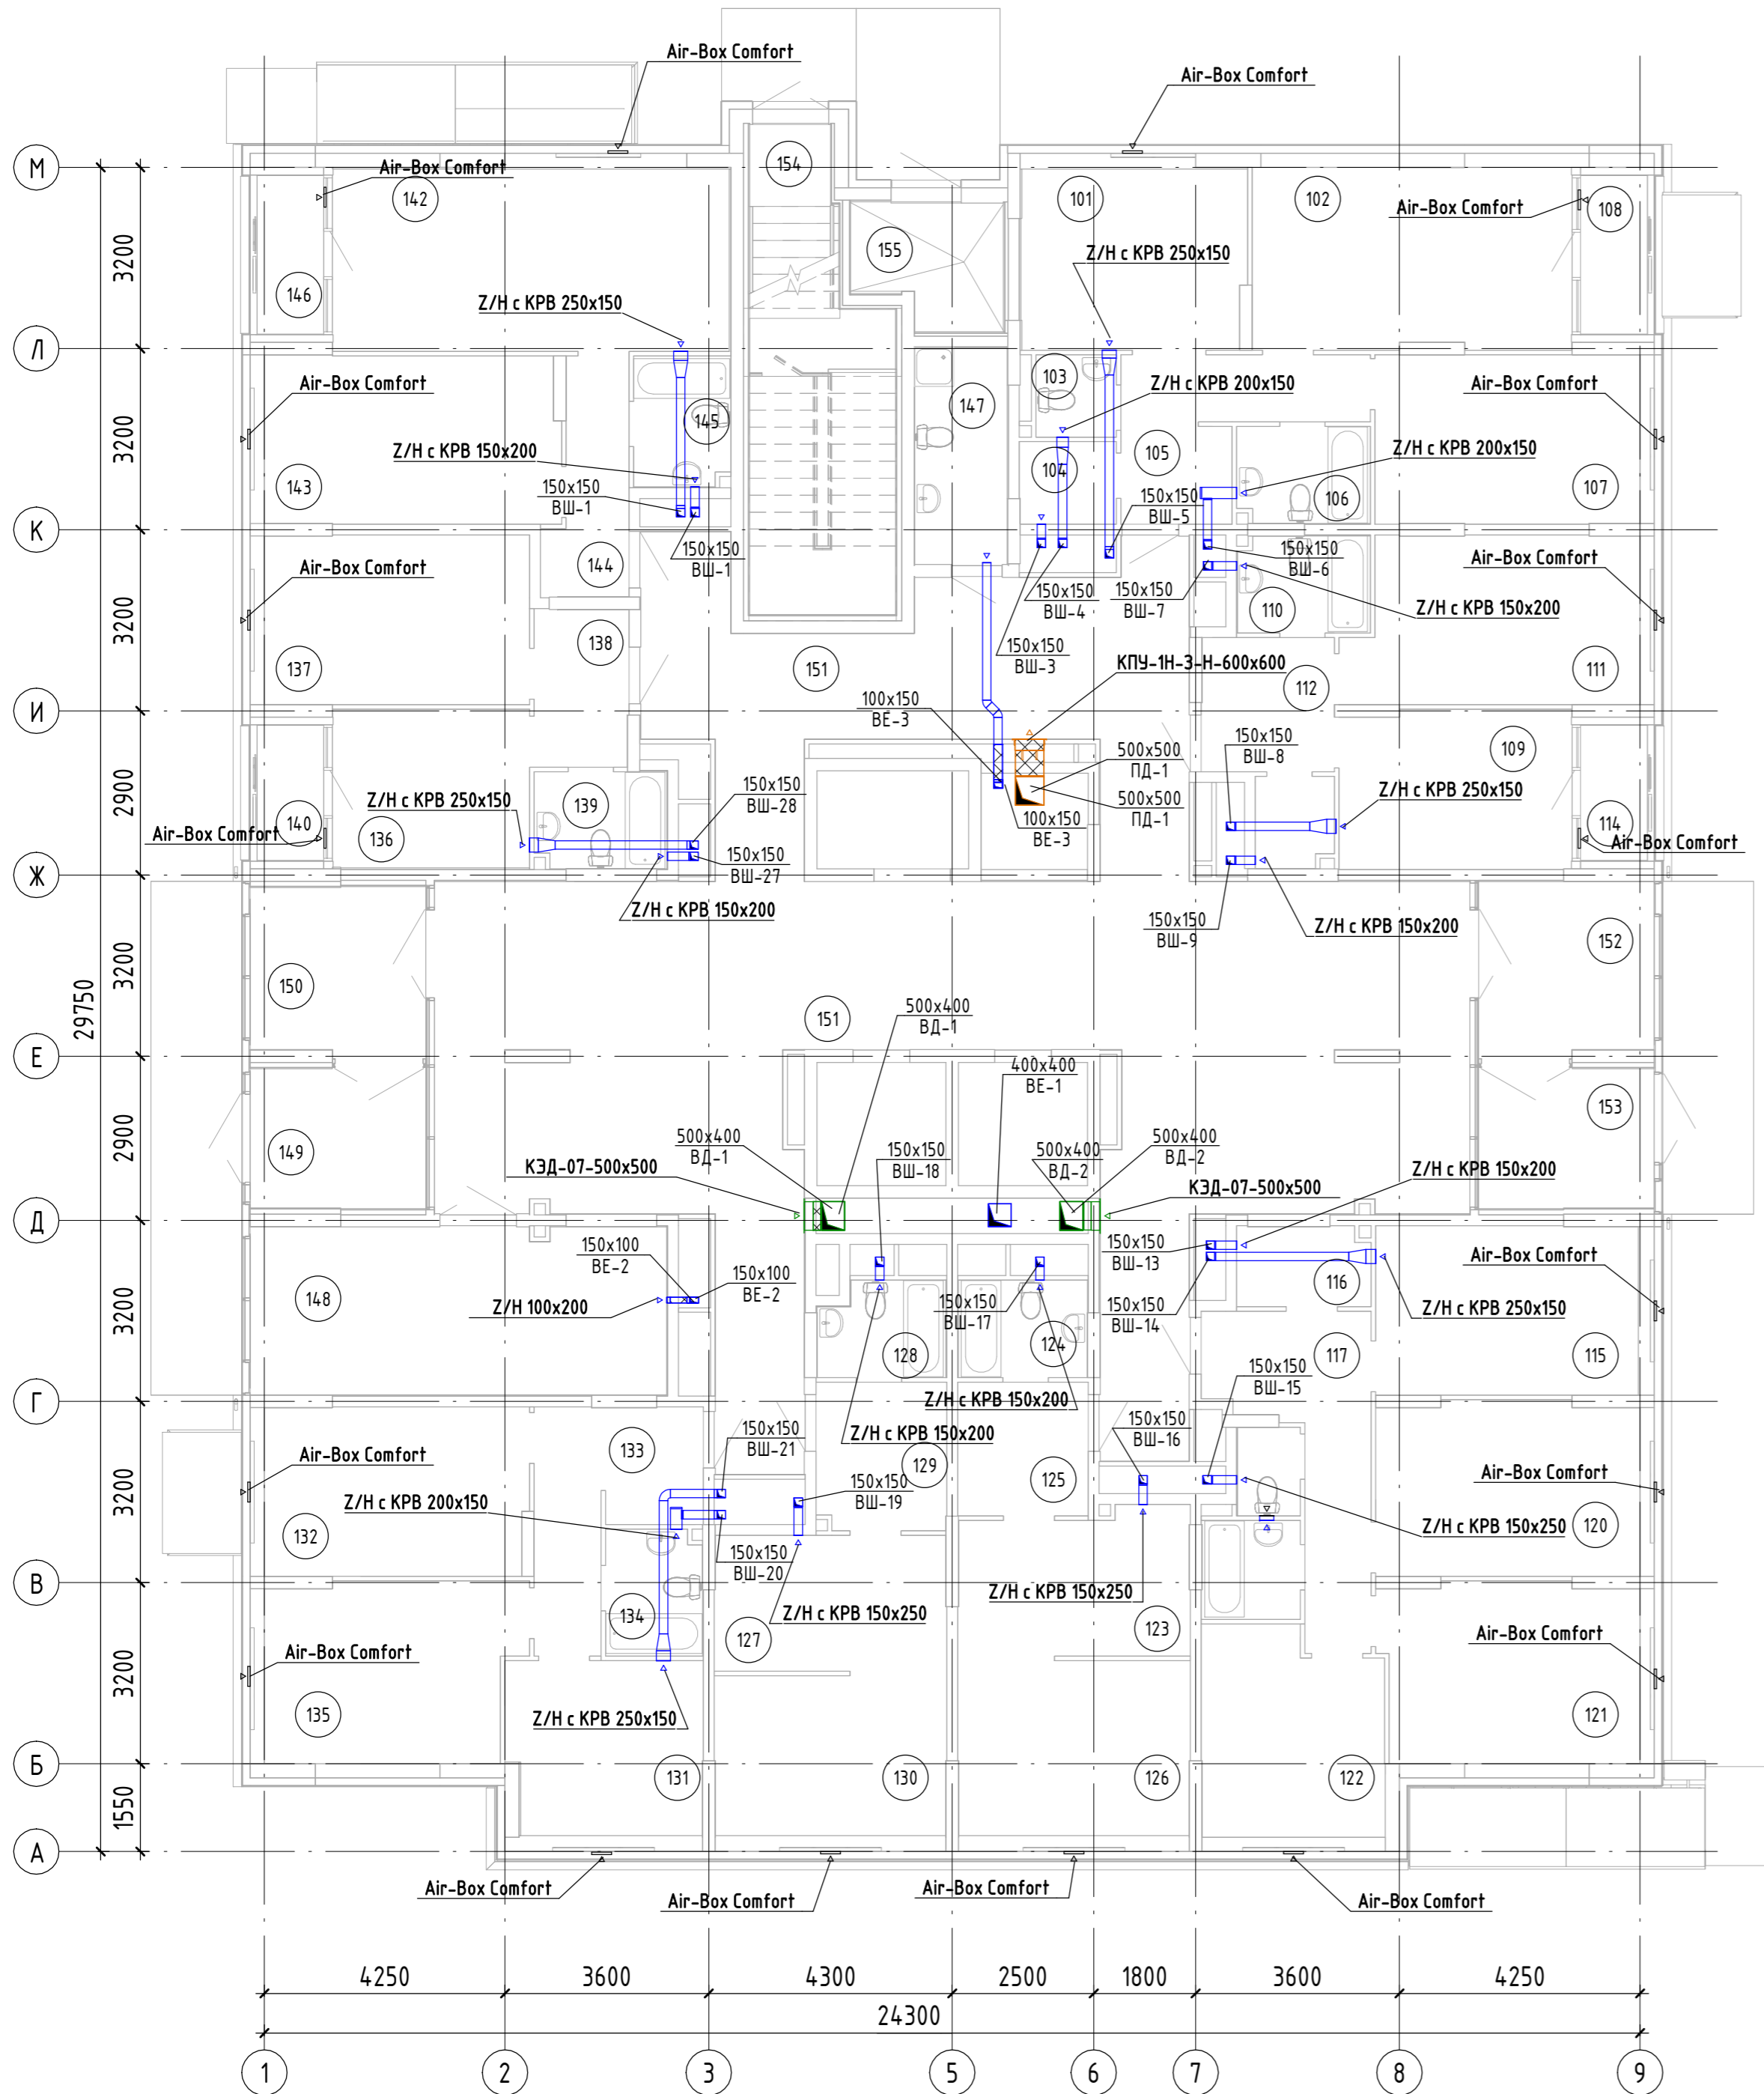 Air-Box Comfort
Air-Box Comfort
М
154
Air-Box Comfort
142
101
102
Air-Box Comfort
108
155
Z/H с КРВ 250х150
146
Z/H с КРВ 250х150
3200
Л
103
Air-Box Comfort
Z/H с КРВ 200х150
Air-Box Comfort
147
145
Z/H с КРВ 150х200
104
105
Z/H с КРВ 200х150
3200
143
150х150
ВШ-1
150х150
ВШ-5
106
107
К
150х150
ВШ-1
144
150х150
ВШ-6
Air-Box Comfort
Air-Box Comfort
150х150
ВШ-4
150х150
ВШ-7
110
Z/H с КРВ 150х200
3200
138
150х150
ВШ-3
137
151
КПУ-1Н-З-Н-600х600
112
111
И
100х150
ВЕ-3
150х150
ВШ-8
109
500х500
ПД-1
2900
Z/H с КРВ 250х150
139
150х150
ВШ-28
500х500
ПД-1
Z/H с КРВ 250х150
140
Air-Box Comfort
136
100х150
ВЕ-3
114
Air-Box Comfort
150х150
ВШ-27
Ж
Z/H с КРВ 150х200
150х150
ВШ-9
Z/H с КРВ 150х200
152
3200
29750
150
151
500х400
ВД-1
Е
400х400
ВЕ-1
153
2900
149
500х400
ВД-1
КЭД-07-500х500
150х150
ВШ-18
500х400
ВД-2
500х400
ВД-2
Z/H с КРВ 150х200
КЭД-07-500х500
Д
150х100
ВЕ-2
150х150
ВШ-13
Air-Box Comfort
148
150х100
ВЕ-2
116
3200
Z/H 100х200
150х150
ВШ-17
150х150
ВШ-14
Z/H с КРВ 250х150
128
124
117
115
150х150
ВШ-15
Г
Z/H с КРВ 150х200
150х150
ВШ-21
Z/H с КРВ 150х200
150х150
ВШ-16
133
Air-Box Comfort
129
125
Air-Box Comfort
3200
Z/H с КРВ 200х150
150х150
ВШ-19
132
Z/H с КРВ 150х250
120
150х150
ВШ-20
В
Z/H с КРВ 150х250
134
Z/H с КРВ 150х250
127
123
3200
Air-Box Comfort
Air-Box Comfort
135
Z/H с КРВ 250х150
121
Б
131
130
126
122
1550
А
Air-Box Comfort
Air-Box Comfort
Air-Box Comfort
Air-Box Comfort
4250
3600
4300
2500
1800
3600
4250
24300
1
2
3
5
6
7
8
9